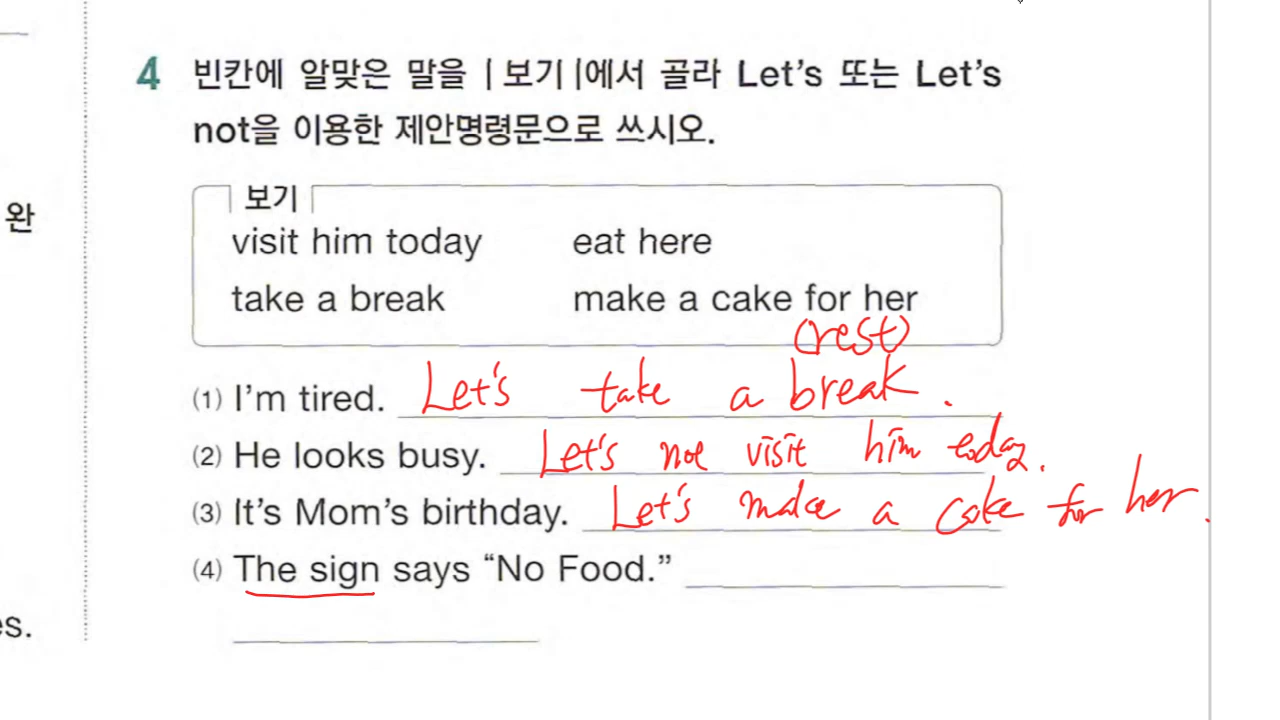 4 빈칸에 알맞은 말을 | 보기 |에서 골라 Let's 또는 Let's
not을 이용한 제안명령문으로 쓰시오.
완
보기
visit him today eat here
take a break make a cake for her
(rest)
(1) I'm tired. Let's take a break.
(2) He looks busy. Let's not visit him today.
(3) It's Mom's birthday. Let's make a cake for her.
(4) The sign says “No Food.”
es.